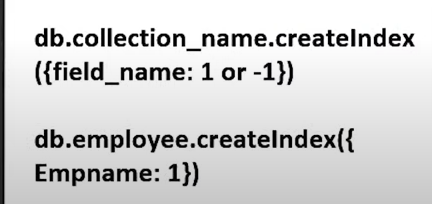 db.collection_name.createIndex
({field_name: 1 or -1})
db.employee.createIndex({
Empname: 1})